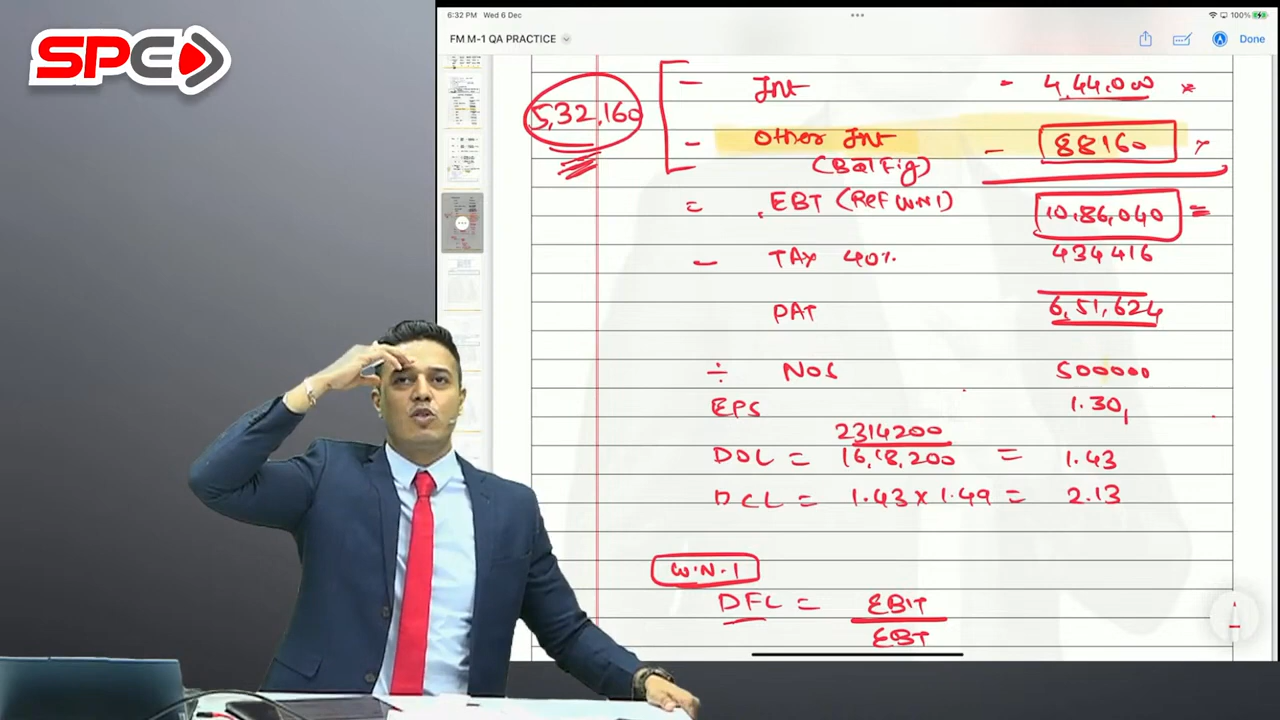 6:32 PM Wed 6 Dec
100%
SPED
FM M-1 QA PRACTICE
Done
- Int - 4,44,000
5,32,160
- Other Int - 88160
(Bal Fig)
= EBT (Ref WN1) 10,86,040 =
- TAX 40% 434416
PAT 6,51,624
÷ NOS 500000
EPS 1.30
2314200
DOL = 16,18,200 = 1.43
DCL = 1.43 x 1.49 = 2.13
W.N.1
DFL = EBIT
EBT